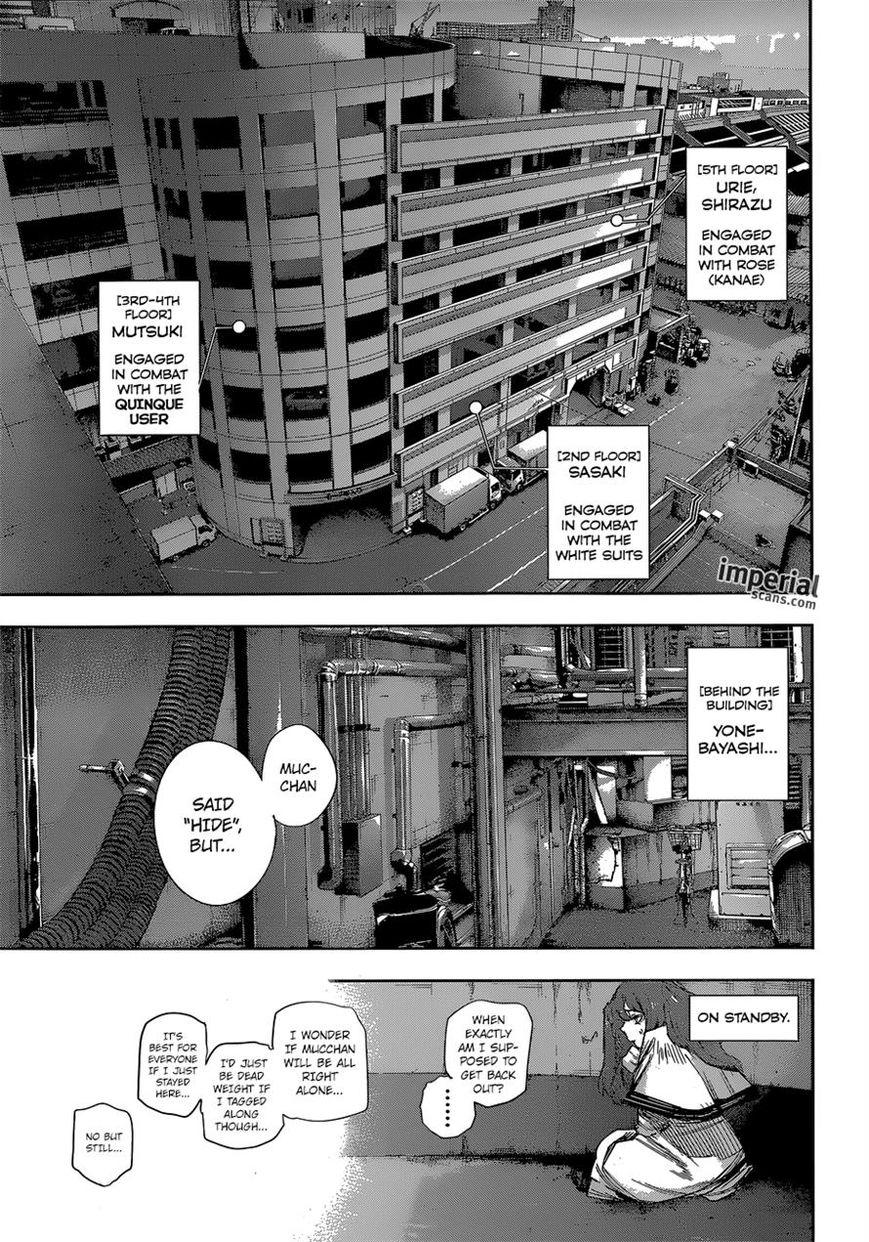 [5TH FLOOR]
URIE,
SHIRAZU
ENGAGED
IN COMBAT
WITH ROSE
(KANAE)
[3RD-4TH
FLOOR]
MUTSUKI
ENGAGED
IN COMBAT
WITH THE
QUINQUE
USER
[2ND FLOOR]
SASAKI
ENGAGED
IN COMBAT
WITH THE
WHITE SUITS
imperial
scans.com
[BEHIND THE
BUILDING]
YONE-
BAYASHI...
MUC-
CHAN
SAID
"HIDE",
BUT...
ON STANDBY.
WHEN
EXACTLY
AM I SUP-
POSED TO
GET BACK
OUT?
I WONDER
IF MUCCHAN
WILL BE ALL
RIGHT
ALONE...
I'D JUST
BE DEAD
WEIGHT IF
I TAGGED
ALONG
THOUGH...
IT'S
BEST FOR
EVERYONE
IF I JUST
STAYED
HERE...
NO BUT
STILL...